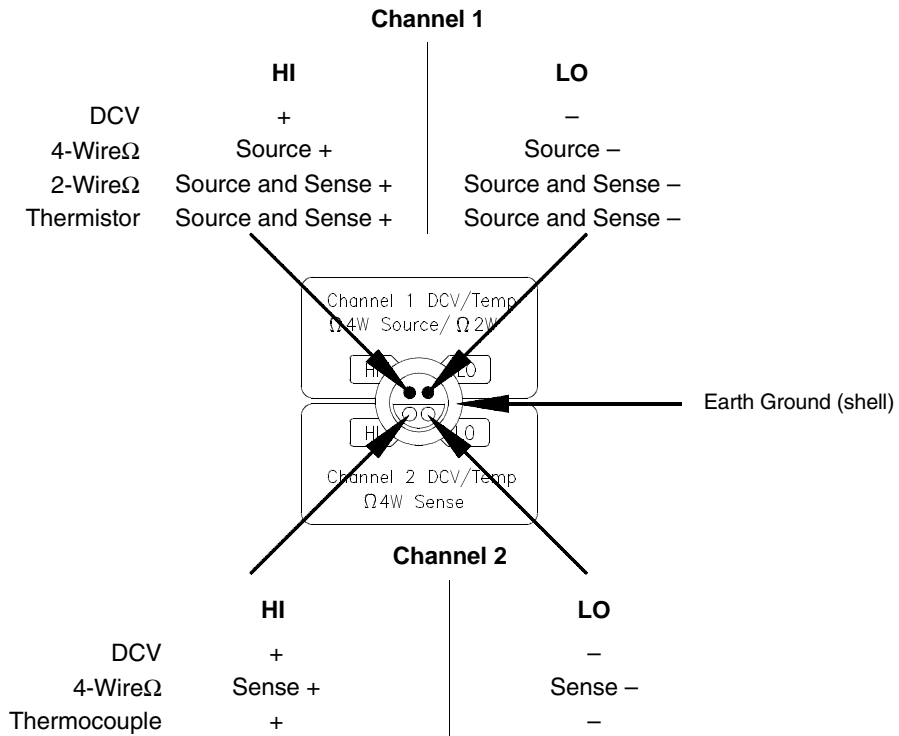 Channel 1
HI LO
DCV + –
4-WireΩ Source + Source –
2-WireΩ Source and Sense + Source and Sense –
Thermistor Source and Sense + Source and Sense –
Channel 1 DCV/Temp
Ω4W Source/Ω2W
HI LO
Earth Ground (shell)
HI LO
Channel 2 DCV/Temp
Ω4W Sense
Channel 2
HI LO
DCV + –
4-WireΩ Sense + Sense –
Thermocouple + –